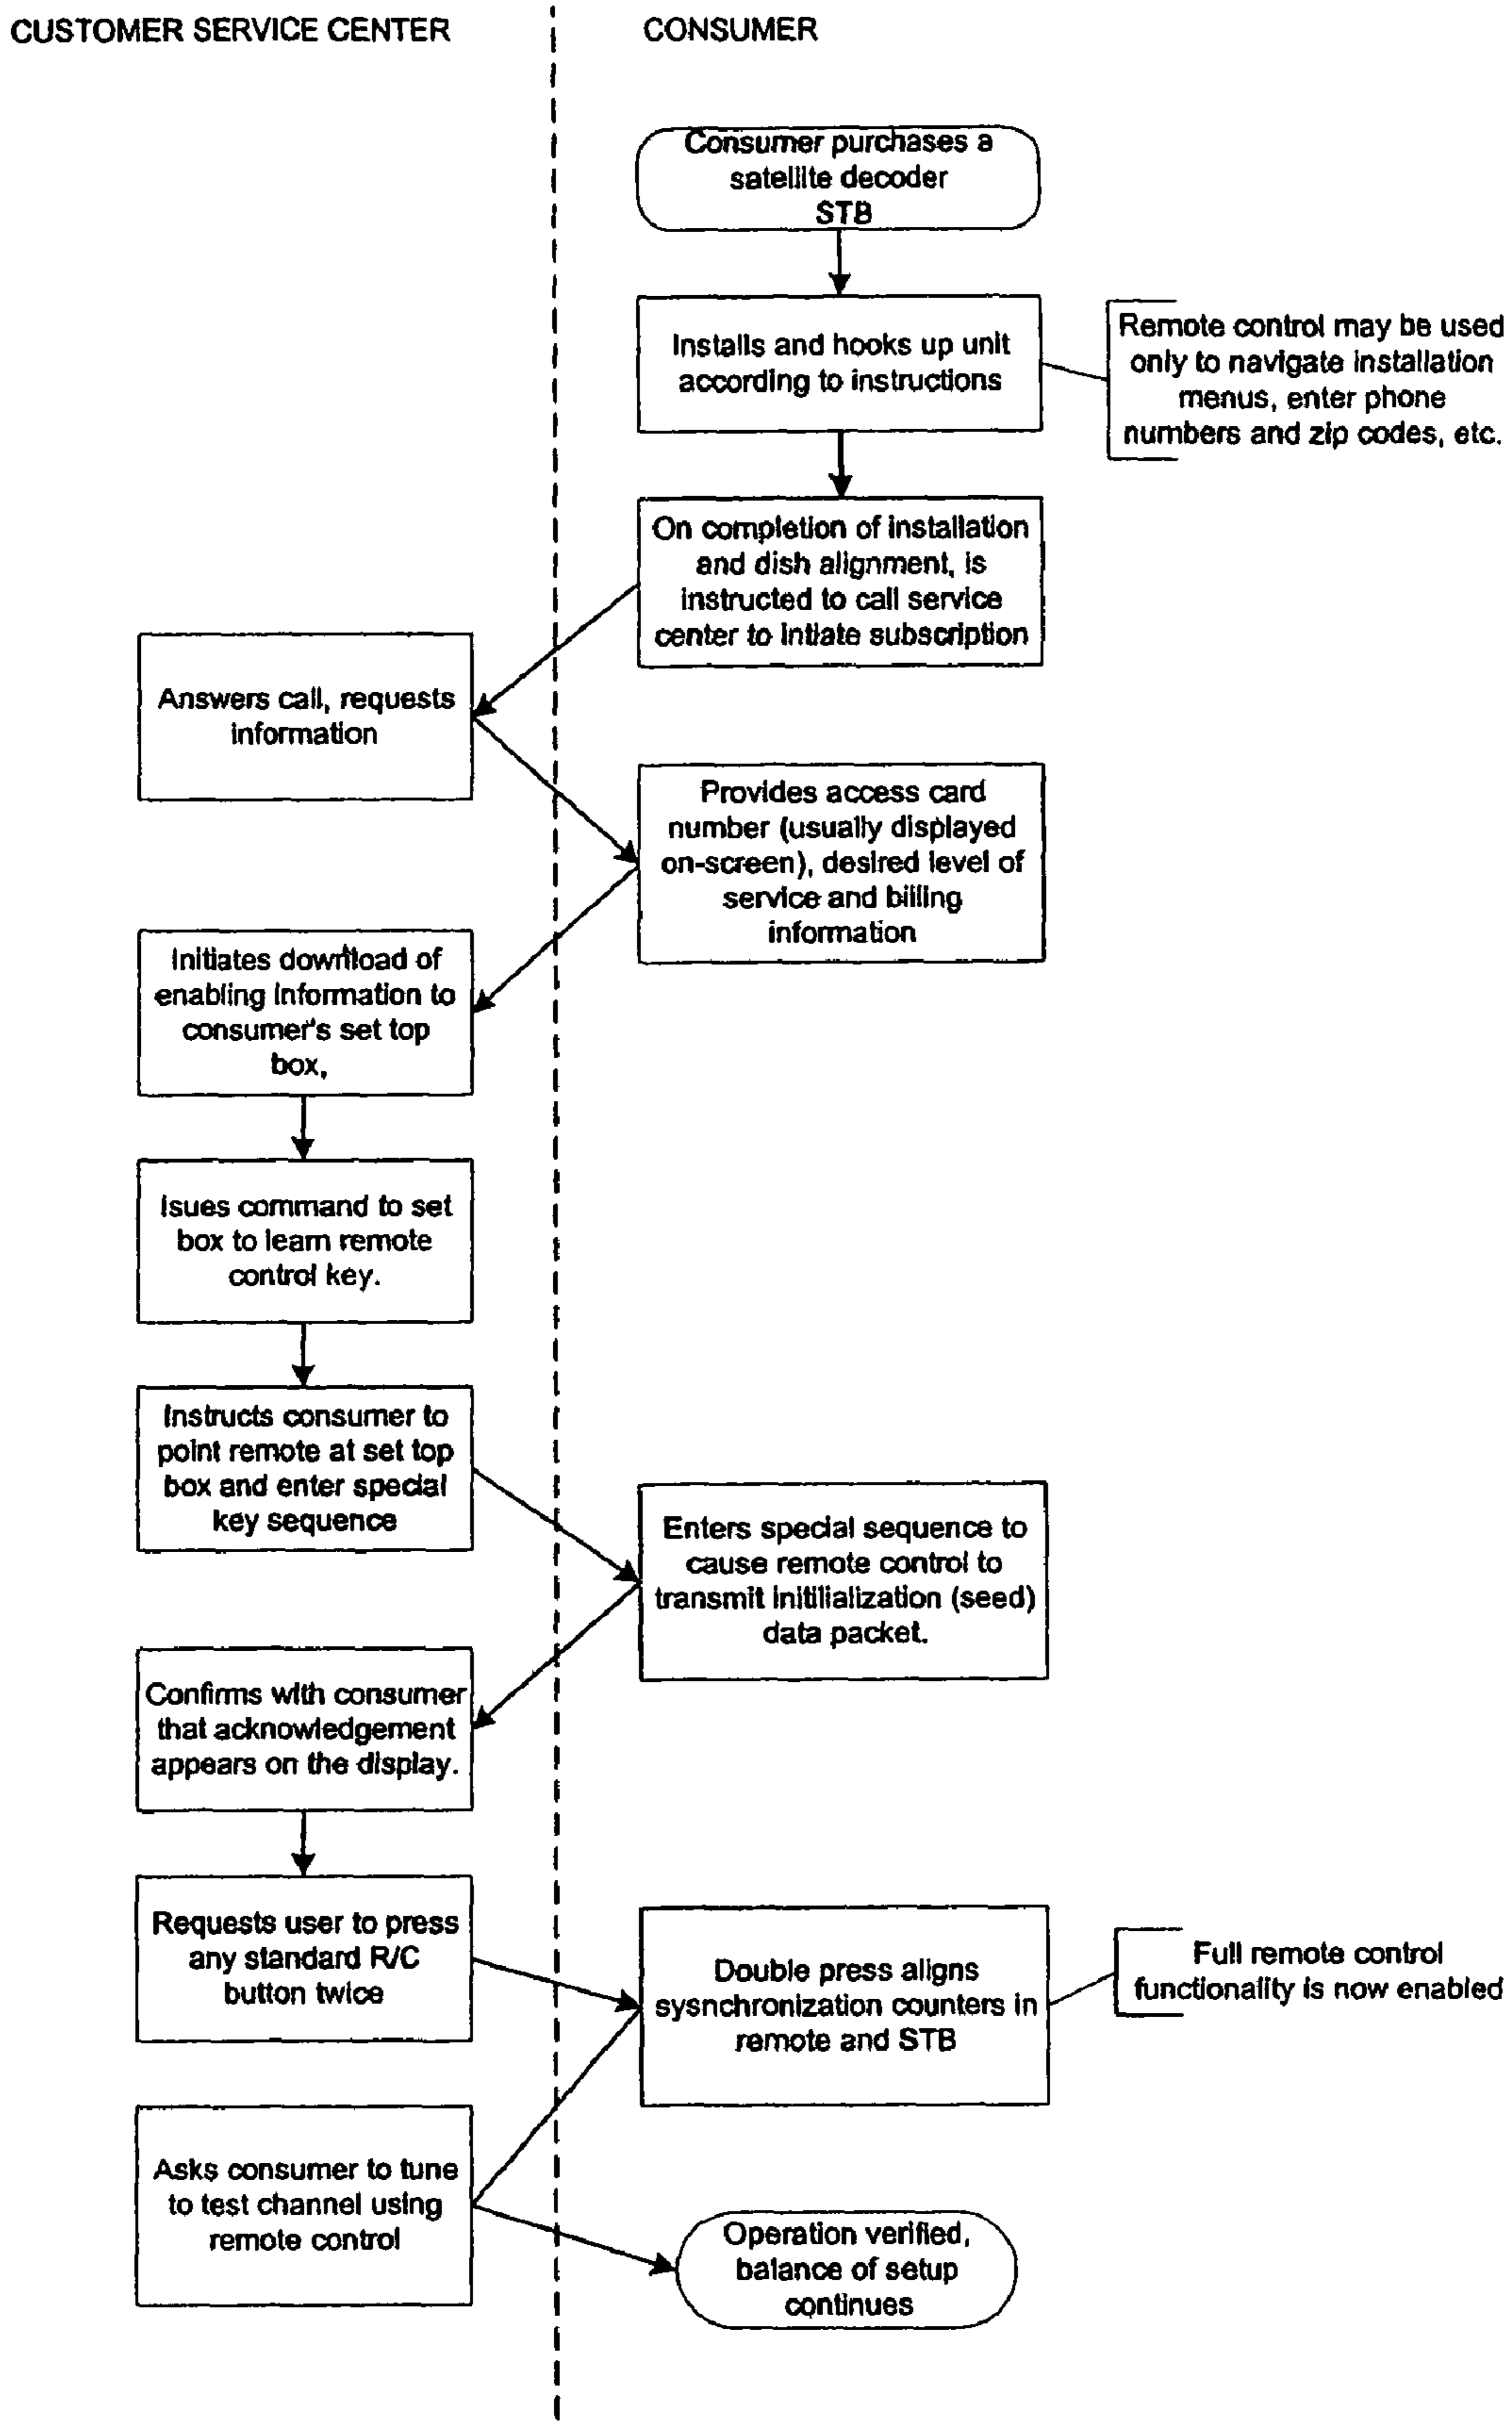 CUSTOMER SERVICE CENTER
CONSUMER
Consumer purchases a
satellite decoder
STB
Installs and hooks up unit
according to instructions
Remote control may be used
only to navigate installation
menus, enter phone
numbers and zip codes, etc.
On completion of installation
and dish alignment, is
instructed to call service
center to intiate subscription
Answers call, requests
information
Provides access card
number (usually displayed
on-screen), desired level of
service and billing
information
Initiates download of
enabling information to
consumer's set top
box,
Isues command to set
box to learn remote
control key.
Instructs consumer to
point remote at set top
box and enter special
key sequence
Enters special sequence to
cause remote control to
transmit initilialization (seed)
data packet.
Confirms with consumer
that acknowledgement
appears on the display.
Requests user to press
any standard R/C
button twice
Double press aligns
sysnchronization counters in
remote and STB
Full remote control
functionality is now enabled
Asks consumer to tune
to test channel using
remote control
Operation verified,
balance of setup
continues